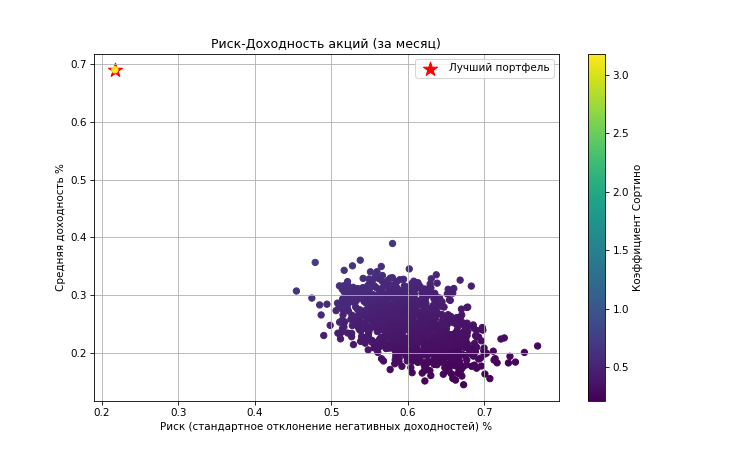 Риск-Доходность акций (за месяц)
Лучший портфель
0.7
0.6
0.5
0.4
0.3
0.2
Средняя доходность %
0.2 0.3 0.4 0.5 0.6 0.7
Риск (стандартное отклонение негативных доходностей) %
3.0
2.5
2.0
1.5
1.0
0.5
Коэффициент Сортино